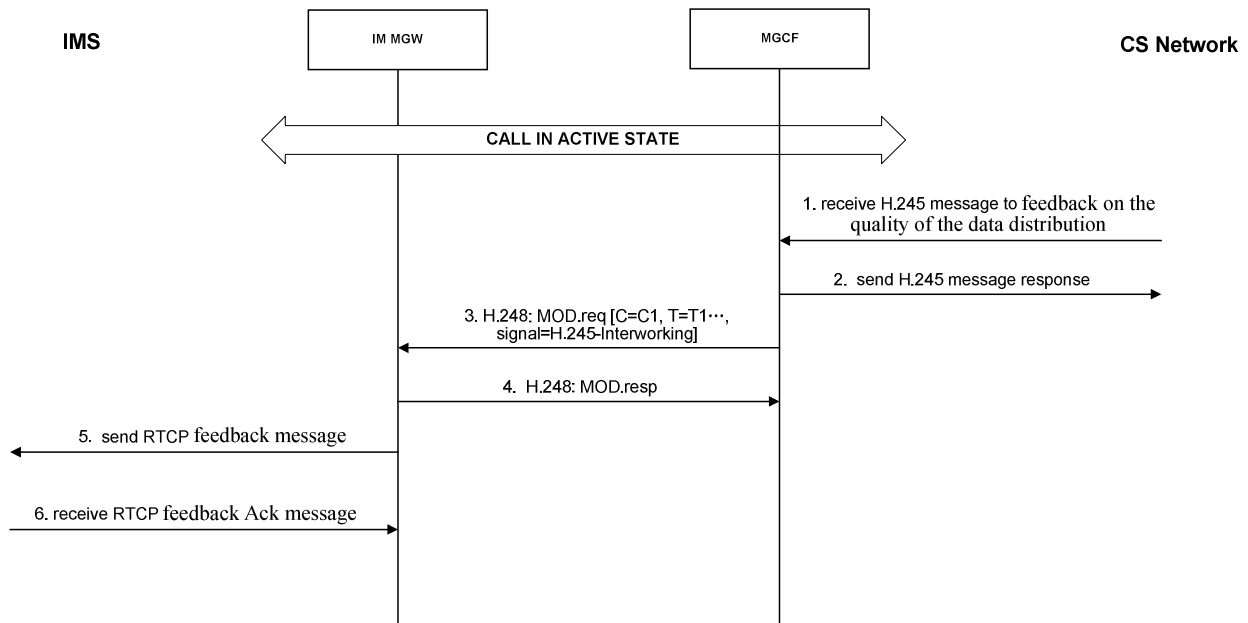 IMS
IM MGW
MGCF
CS Network
CALL IN ACTIVE STATE
1. receive H.245 message to feedback on the
quality of the data distribution
2. send H.245 message response
3. H.248: MOD.req [C=C1, T=T1⋯,
signal=H.245-Interworking]
4. H.248: MOD.resp
5. send RTCP feedback message
6. receive RTCP feedback Ack message